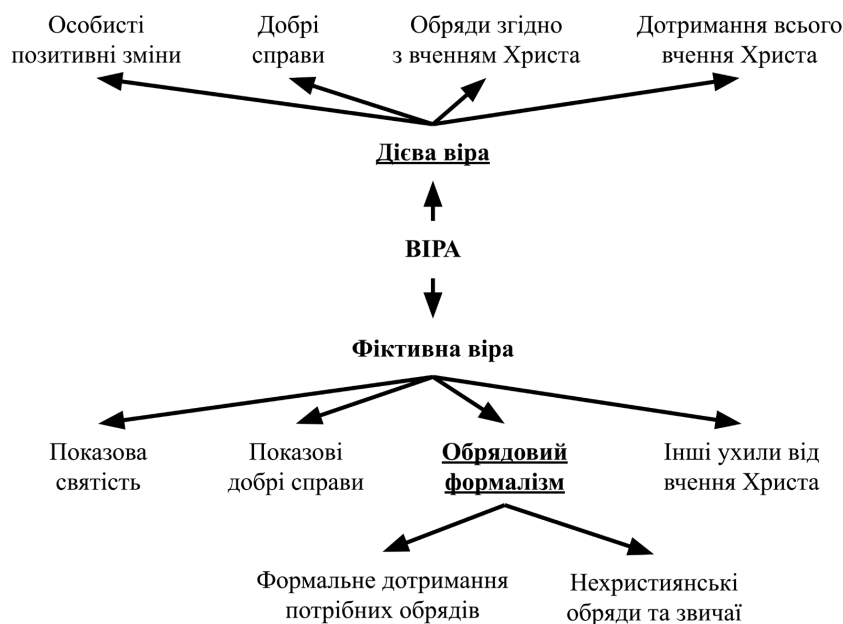 Особисті
позитивні зміни
Добрі
справи
Обряди згідно
з вченням Христа
Дотримання всього
вчення Христа
Дієва віра
ВІРА
Фіктивна віра
Показова
святість
Показові
добрі справи
Обрядовий
формалізм
Інші ухили від
вчення Христа
Формальне дотримання
потрібних обрядів
Нехристиянські
обряди та звичаї